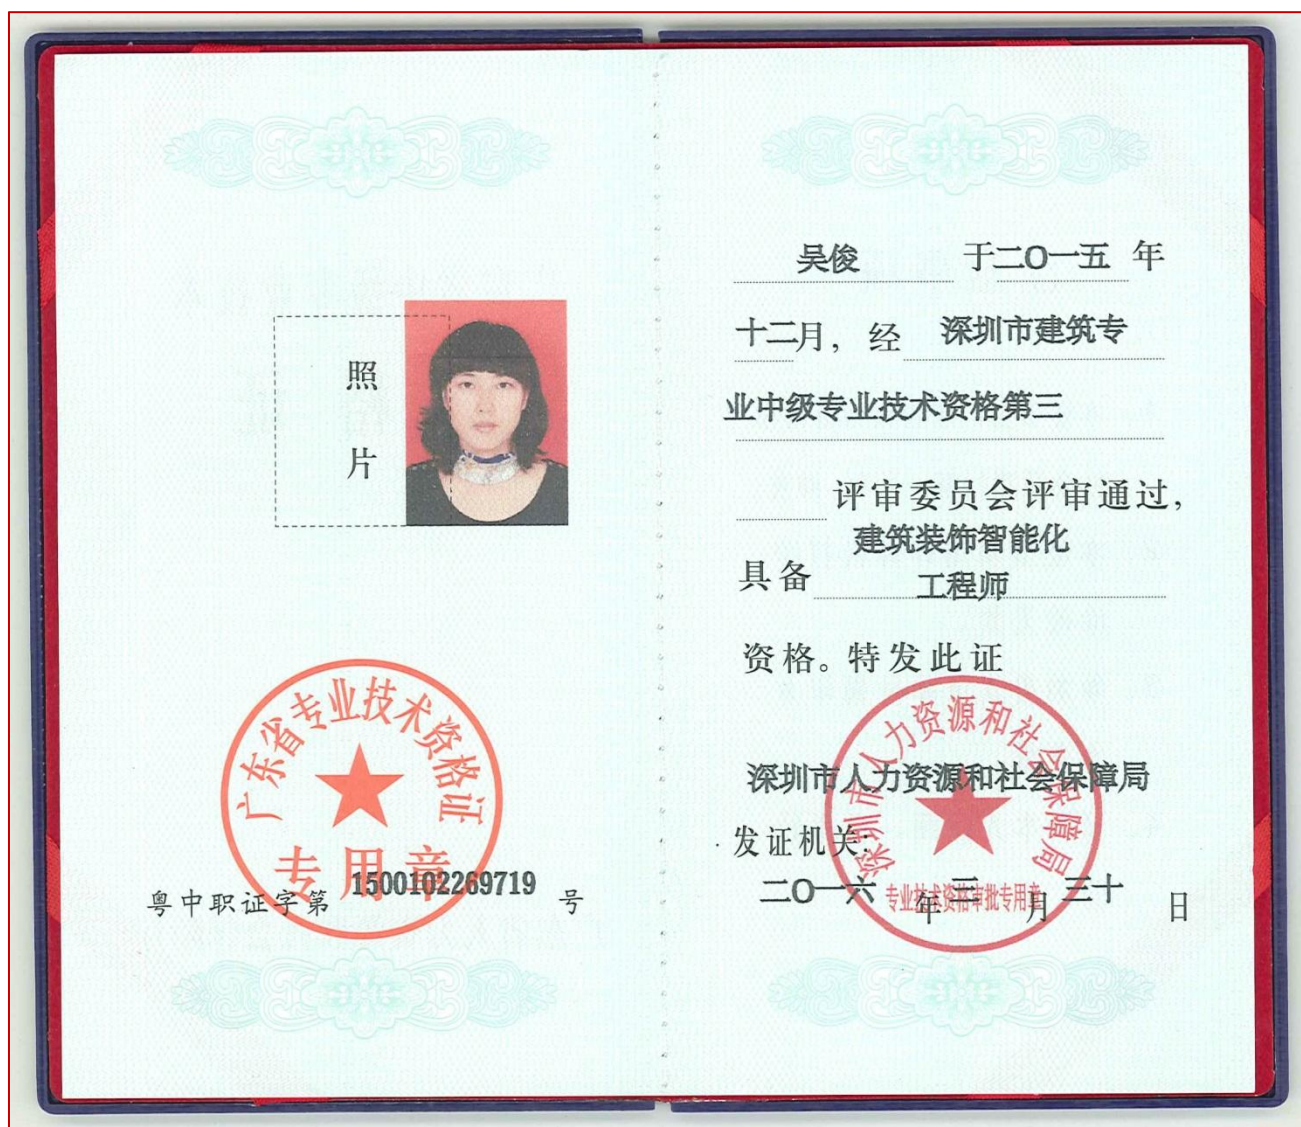 照
片
广东省专业技术资格证
专用章
粤中职证字第 1500102269719 号
吴俊 于二〇一五 年
十二月，经 深圳市建筑专
业中级专业技术资格第三
评审委员会评审通过，
建筑装饰智能化
具备 工程师
资格。特发此证
深圳市人力资源和社会保障局
深圳市人力资源和社会保障局
发证机关：
二〇一六 年 三 月 三十 日
专业技术资格审批专用章